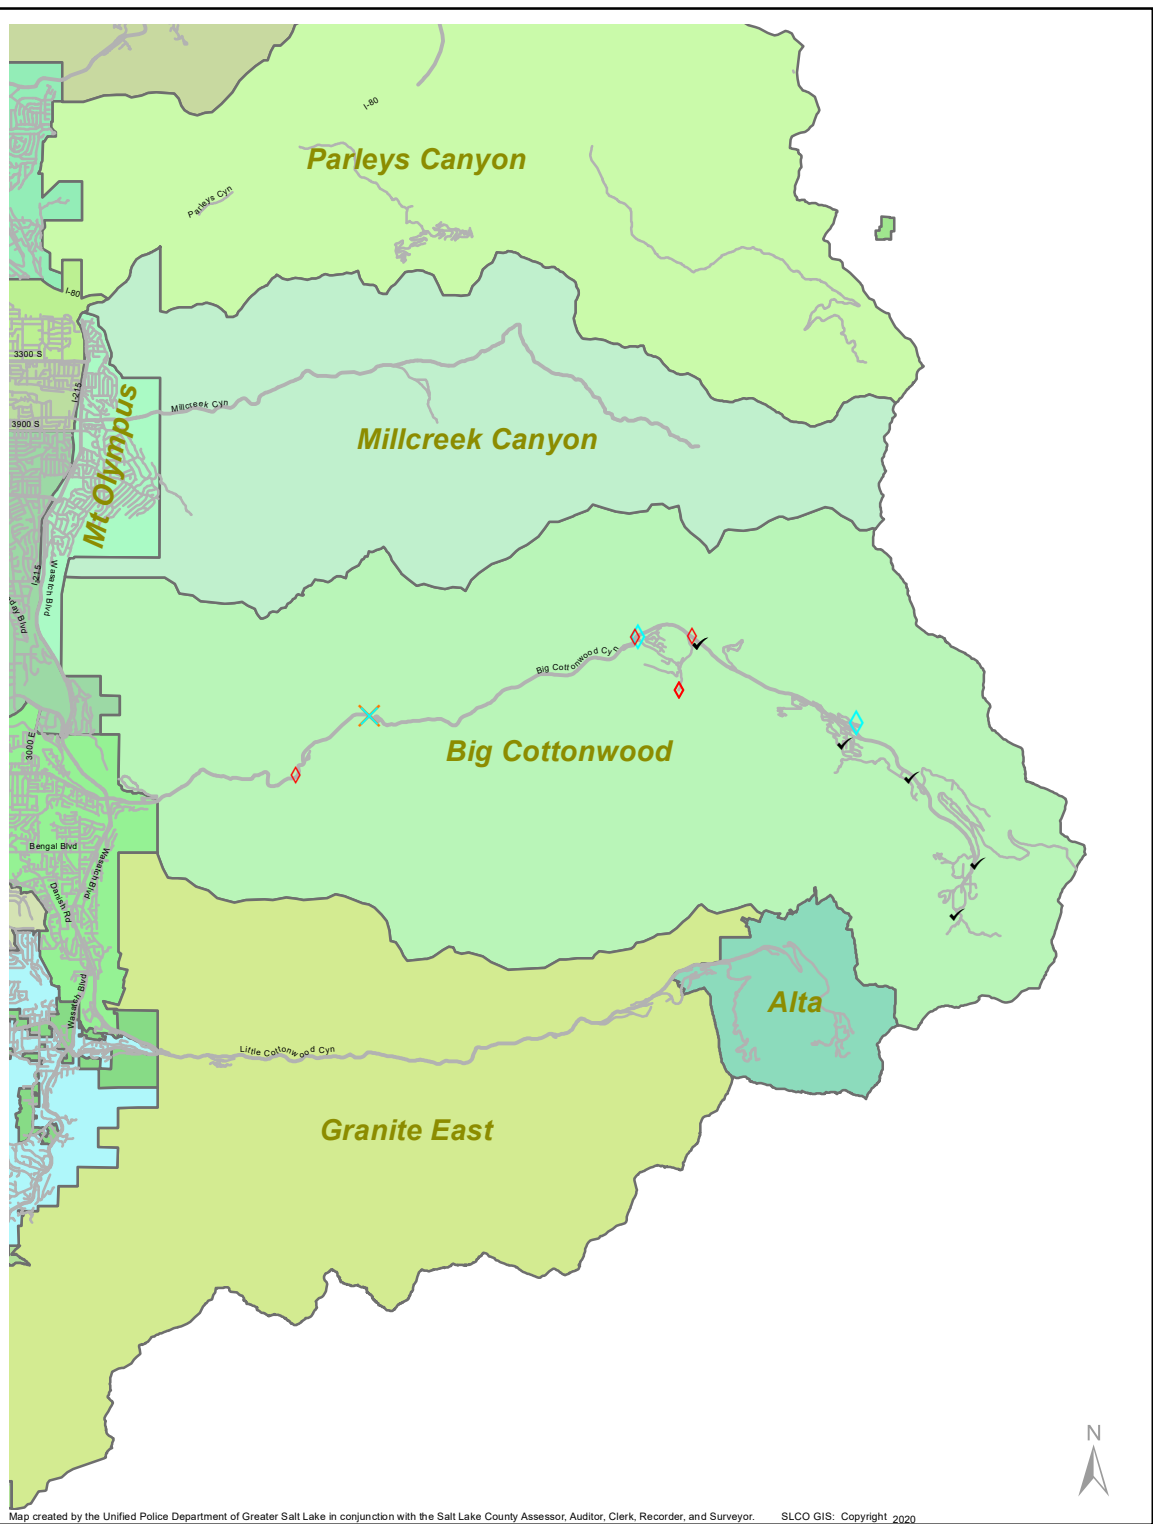 I-80
Parleys Canyon
Parleys Cyn
I-80
3300 S
I-215
Millcreek Cyn
3900 S
Mt Olympus
Millcreek Canyon
I-215
Wasatch Blvd
day Blvd
Big Cottonwood Cyn
3000 E
Big Cottonwood
Bengal Blvd
Wasatch Blvd
Danish Rd
Wasatch Blvd
Alta
Little Cottonwood Cyn
Granite East
N
Map created by the Unified Police Department of Greater Salt Lake in conjunction with the Salt Lake County Assessor, Auditor, Clerk, Recorder, and Surveyor. SLCO GIS: Copyright 2020